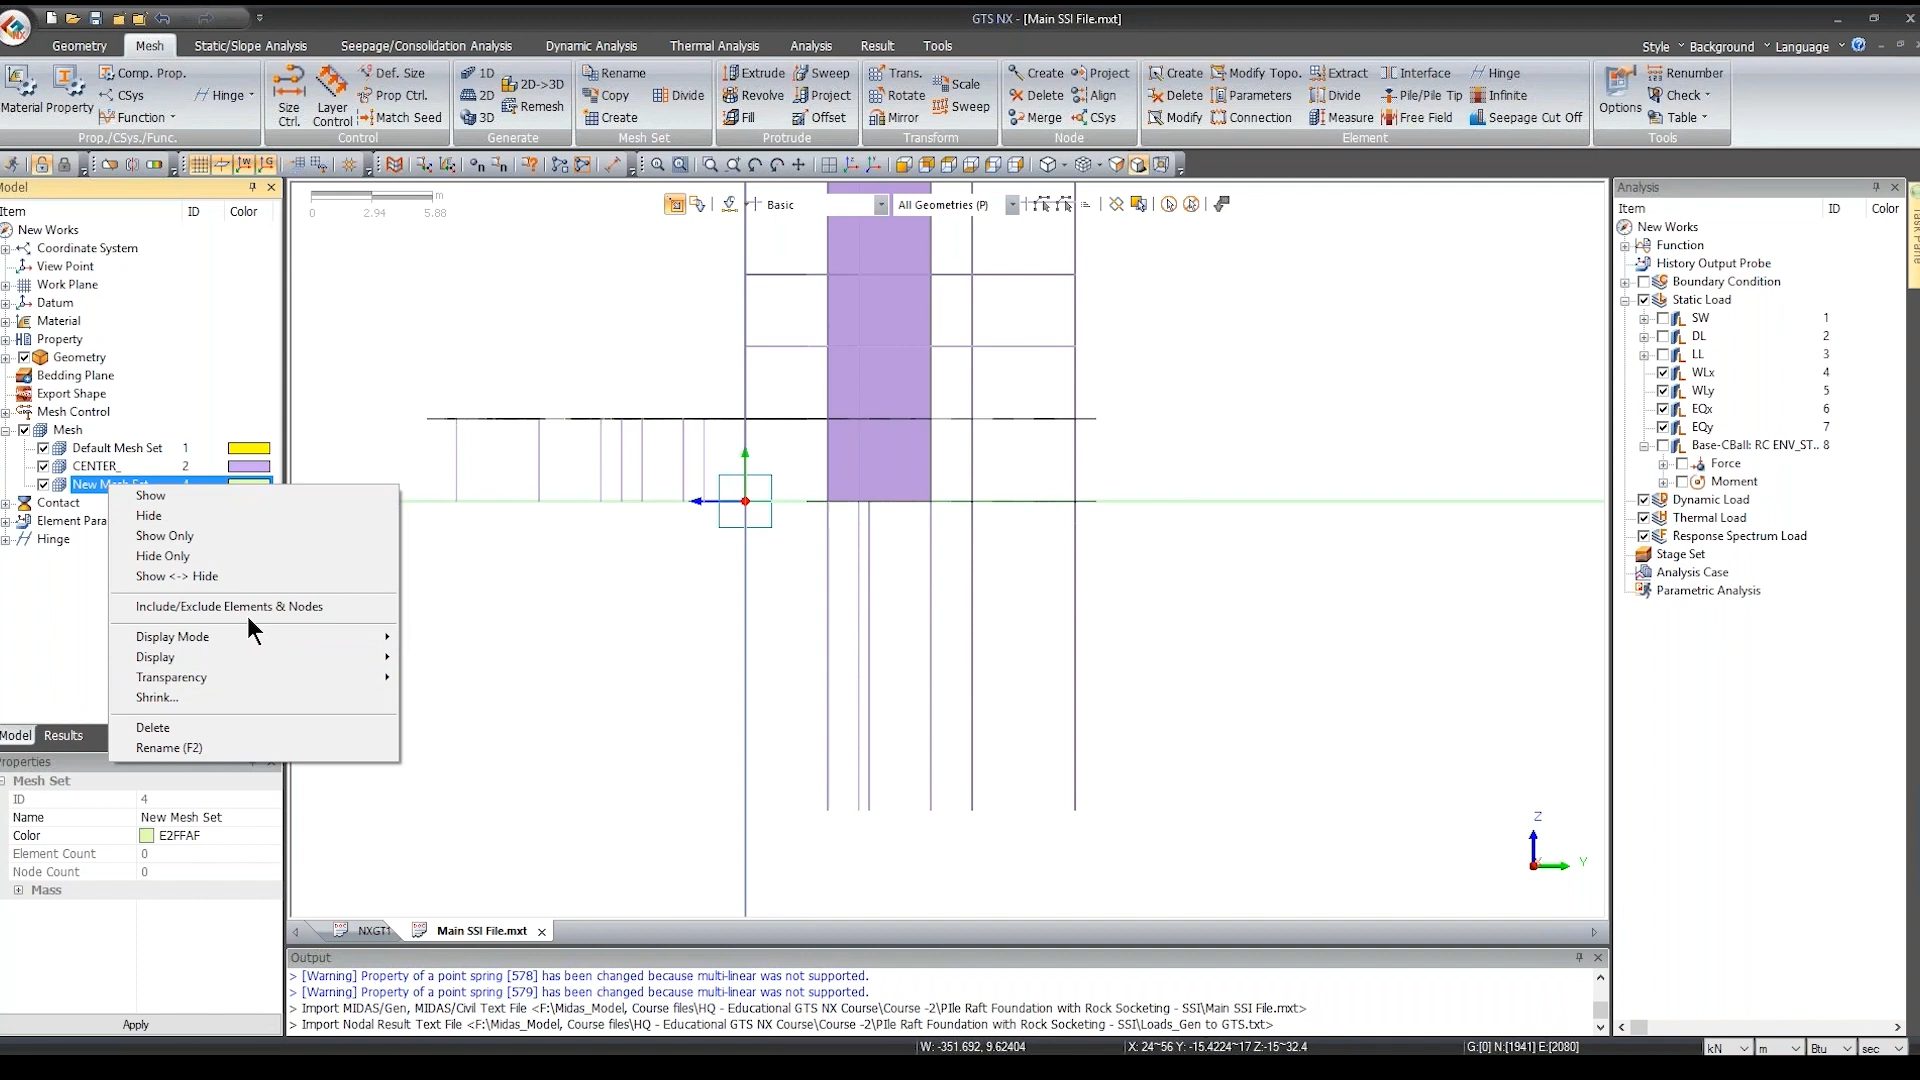 GTS NX - [Main SSI File.mxt]
Geometry Mesh Static/Slope Analysis Seepage/Consolidation Analysis Dynamic Analysis Thermal Analysis Analysis Result Tools Style Background Language
Comp. Prop. Def. Size 1D 2D->3D Rename Extrude Sweep Trans. Scale Create Project Create Modify Topo. Extract Interface Hinge Renumber
CSys Hinge Prop Ctrl. 2D Remesh Copy Divide Revolve Project Rotate Sweep Delete Align Delete Parameters Divide Pile/Pile Tip Infinite Check
Material Property Function Size Ctrl. Layer Control Match Seed 3D Create Fill Offset Mirror Merge CSys Modify Connection Measure Free Field Seepage Cut Off Options Table
Prop./CSys./Func. Control Generate Mesh Set Protrude Transform Node Element Tools
Model
Item ID Color
New Works
Coordinate System
View Point
Work Plane
Datum
Material
Property
Geometry
Bedding Plane
Export Shape
Mesh Control
Mesh
Default Mesh Set 1
CENTER_ 2
New Mesh Set 4
Contact
Element Para
Hinge
Show
Hide
Show Only
Hide Only
Show <-> Hide
Include/Exclude Elements & Nodes
Display Mode
Display
Transparency
Shrink...
Delete
Rename (F2)
Model Results
Properties
Mesh Set
ID 4
Name New Mesh Set
Color E2FFAF
Element Count 0
Node Count 0
Mass
Apply
m
0 2.94 5.88
Basic All Geometries (P)
Z
Y
NXGT1 Main SSI File.mxt
Output
> [Warning] Property of a point spring [578] has been changed because multi-linear was not supported.
> [Warning] Property of a point spring [579] has been changed because multi-linear was not supported.
> Import MIDAS/Gen, MIDAS/Civil Text File <F:\Midas_Model, Course files\HQ - Educational GTS NX Course\Course -2\PIle Raft Foundation with Rock Socketing - SSI\Main SSI File.mxt>
> Import Nodal Result Text File <F:\Midas_Model, Course files\HQ - Educational GTS NX Course\Course -2\PIle Raft Foundation with Rock Socketing - SSI\Loads_Gen to GTS.txt>
Analysis
Item ID Color
New Works
Function
History Output Probe
Boundary Condition
Static Load
SW 1
DL 2
LL 3
WLx 4
WLy 5
EQx 6
EQy 7
Base-CBall: RC ENV_ST.. 8
Force
Moment
Dynamic Load
Thermal Load
Response Spectrum Load
Stage Set
Analysis Case
Parametric Analysis
W: -351.692, 9.62404 X: 24~56 Y: -15.4224~17 Z:-15~32.4 G:[0] N:[1941] E:[2080] kN m Btu sec